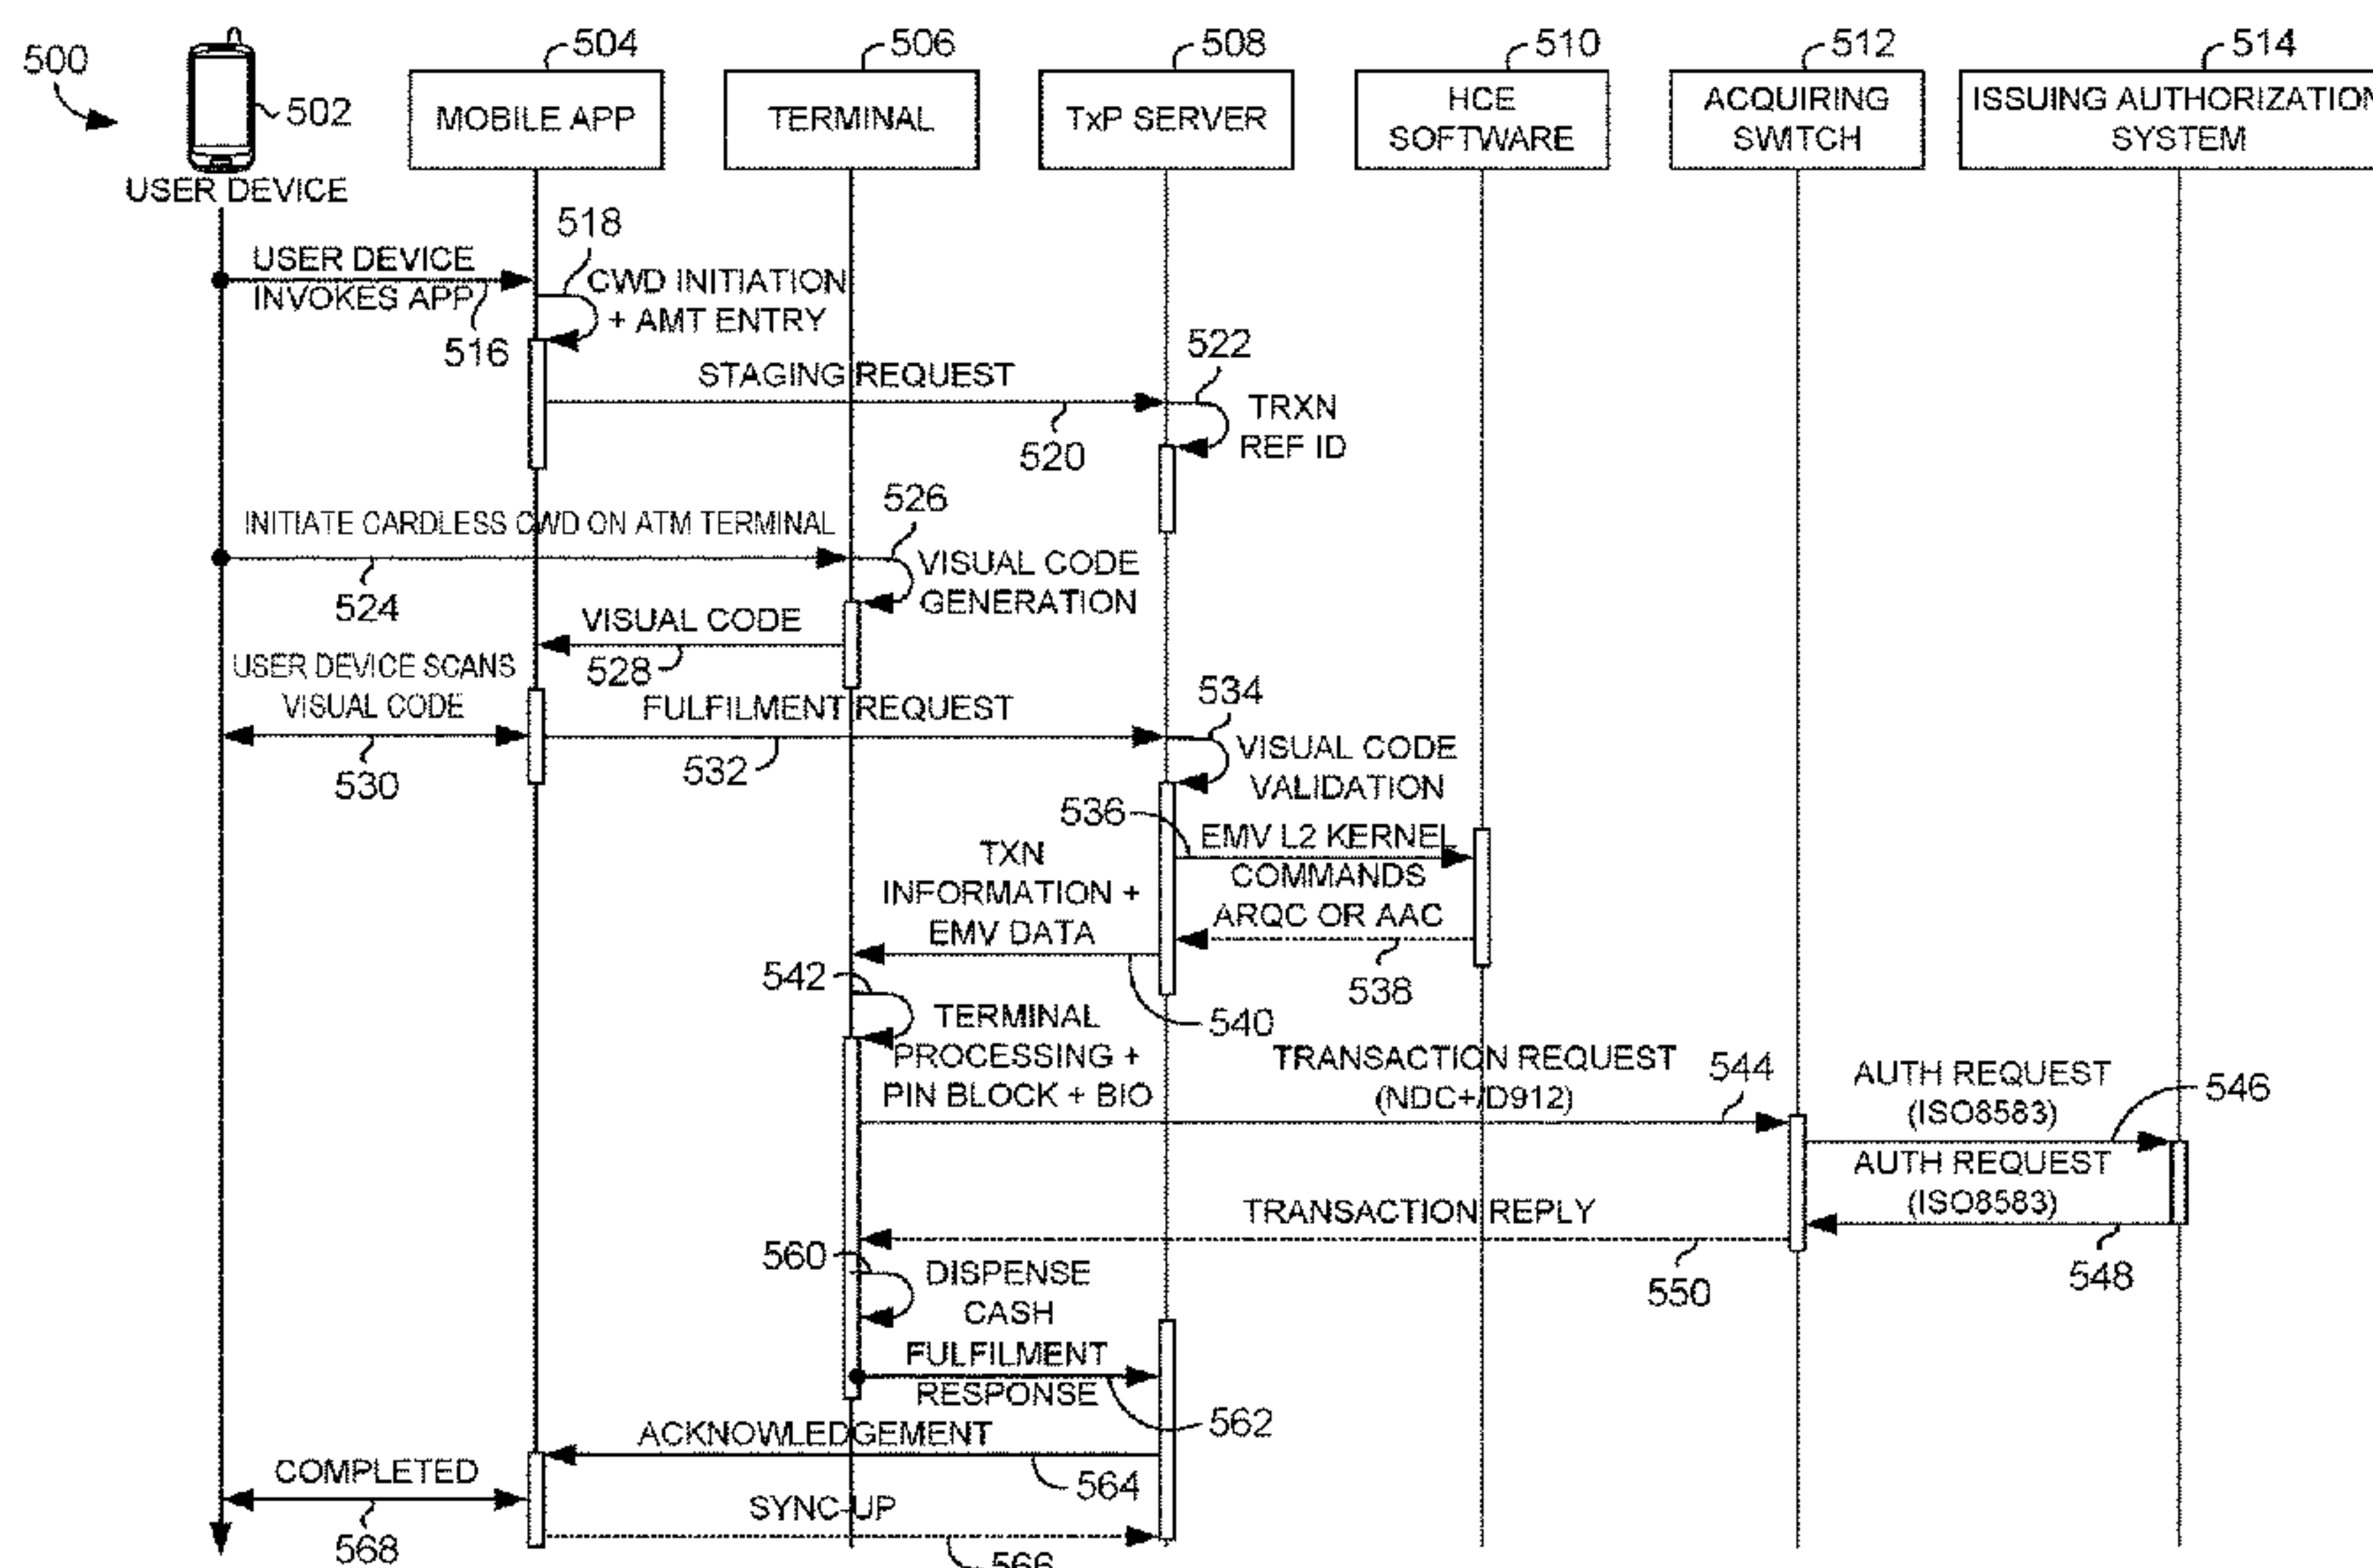 500
502
USER DEVICE
504
MOBILE APP
506
TERMINAL
508
TxP SERVER
510
HCE
SOFTWARE
512
ACQUIRING
SWITCH
514
ISSUING AUTHORIZATION
SYSTEM
USER DEVICE
INVOKES APP
516
518
CWD INITIATION
+ AMT ENTRY
STAGING REQUEST
520
522
TRXN
REF ID
INITIATE CARDLESS CWD ON ATM TERMINAL
524
526
VISUAL CODE
GENERATION
VISUAL CODE
528
USER DEVICE SCANS
VISUAL CODE
530
FULFILMENT REQUEST
532
534
VISUAL CODE
VALIDATION
536
EMV L2 KERNEL
COMMANDS
ARQC OR AAC
538
TXN
INFORMATION +
EMV DATA
540
542
TERMINAL
PROCESSING +
PIN BLOCK + BIO
TRANSACTION REQUEST
(NDC+/D912)
544
AUTH REQUEST
(ISO8583)
546
AUTH REQUEST
(ISO8583)
548
TRANSACTION REPLY
550
560
DISPENSE
CASH
FULFILMENT
RESPONSE
562
ACKNOWLEDGEMENT
564
COMPLETED
568
SYNC-UP
566